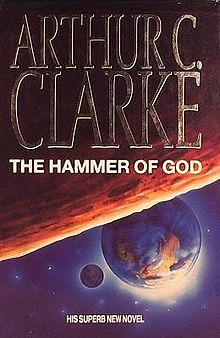 ARTHUR C.
CLARKE
THE HAMMER OF GOD
HIS SUPERB NEW NOVEL